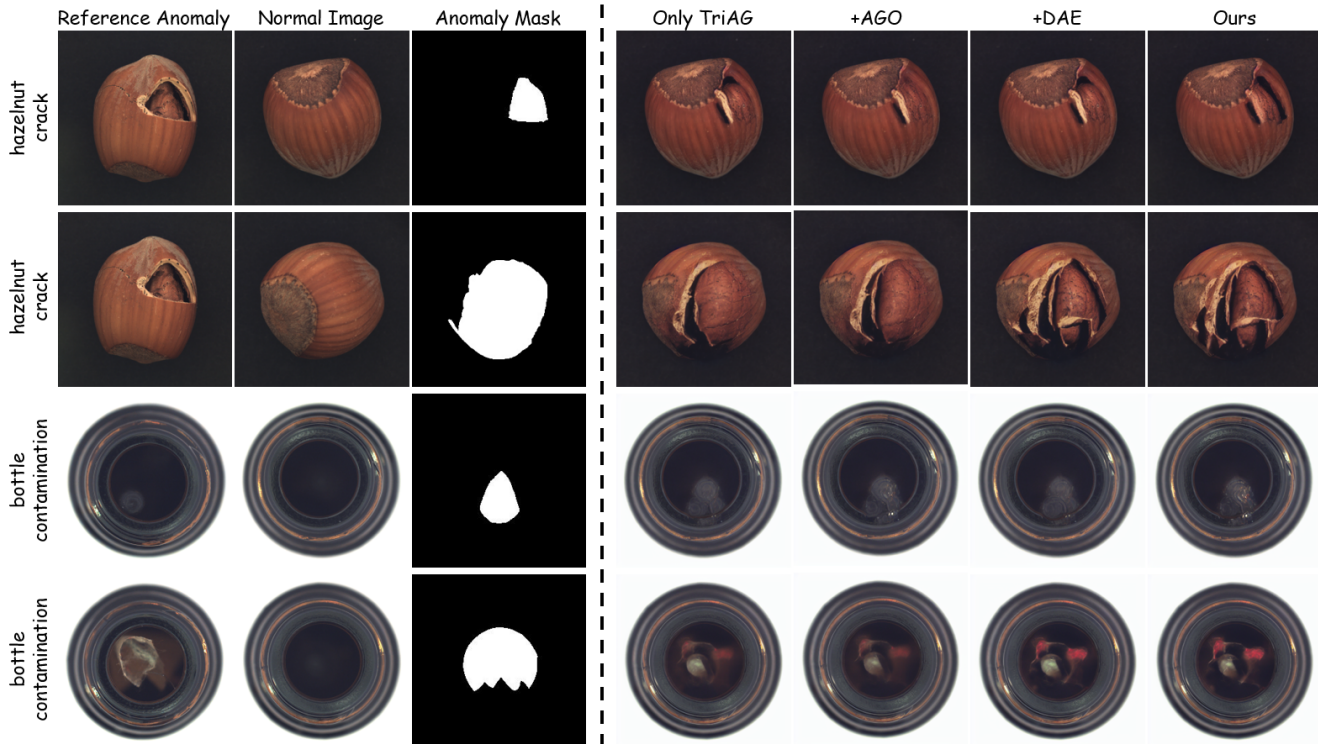 Reference Anomaly Normal Image Anomaly Mask Only TriAG +AGO +DAE Ours
hazelnut
crack
hazelnut
crack
bottle
contamination
bottle
contamination